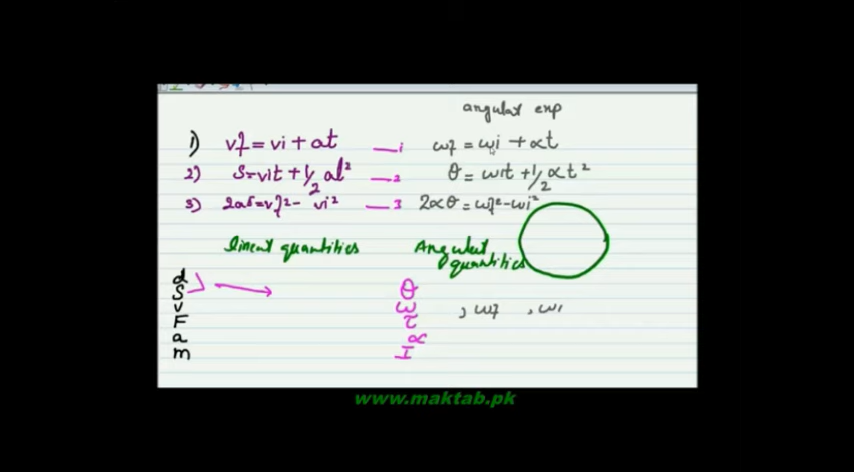 angular exp
1) vf = vi + at — 1 ωf = ωi + αt
2) S = vit + 1/2 at² — 2 θ = ωit + 1/2 αt²
3) 2as = vf² - vi² — 3 2αθ = ωf² - ωi²
linear quantities Angular quantities
d
S θ
v ω , ωf , ωi
F τ
a α
m I
www.maktab.pk